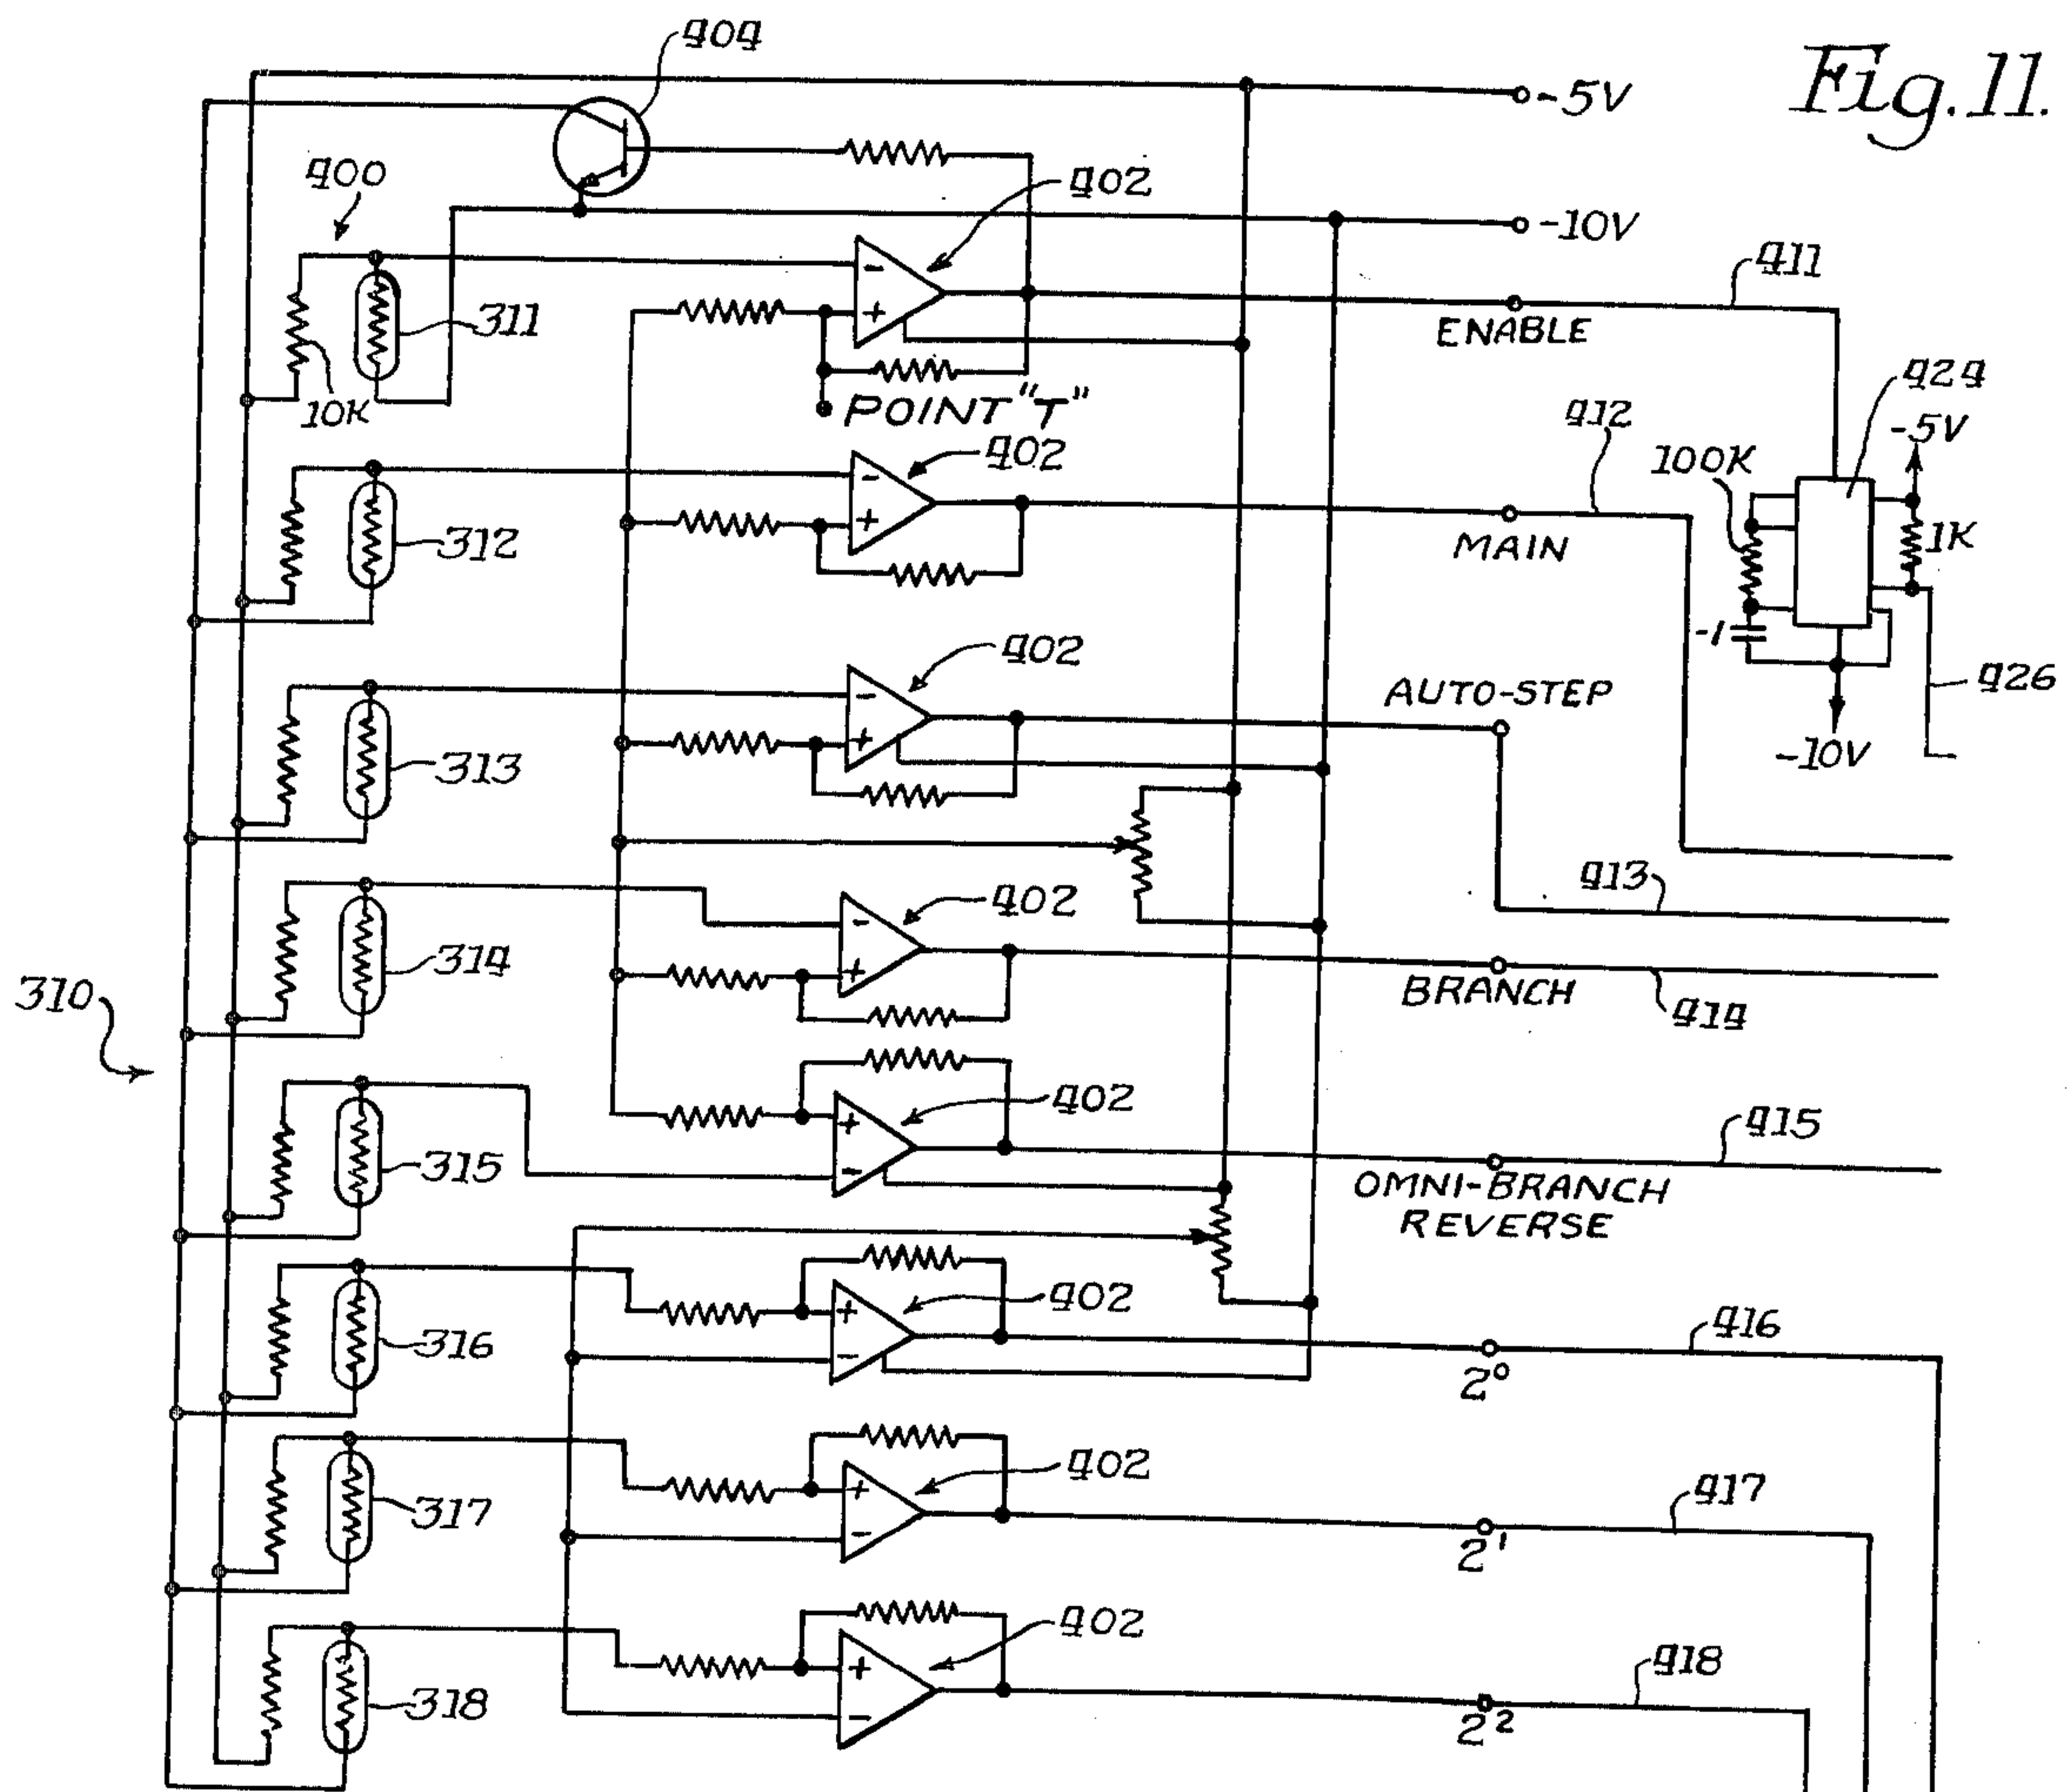 404
Fig. 11.
-5V
400
402
-10V
411
311
ENABLE
10K
POINT "T"
424
-5V
412
402
100K
312
MAIN
1K
-1
402
AUTO-STEP
426
-10V
313
413
402
314
BRANCH
414
310
402
415
315
OMNI-BRANCH
REVERSE
402
416
316
2⁰
402
417
317
2¹
402
418
318
2²